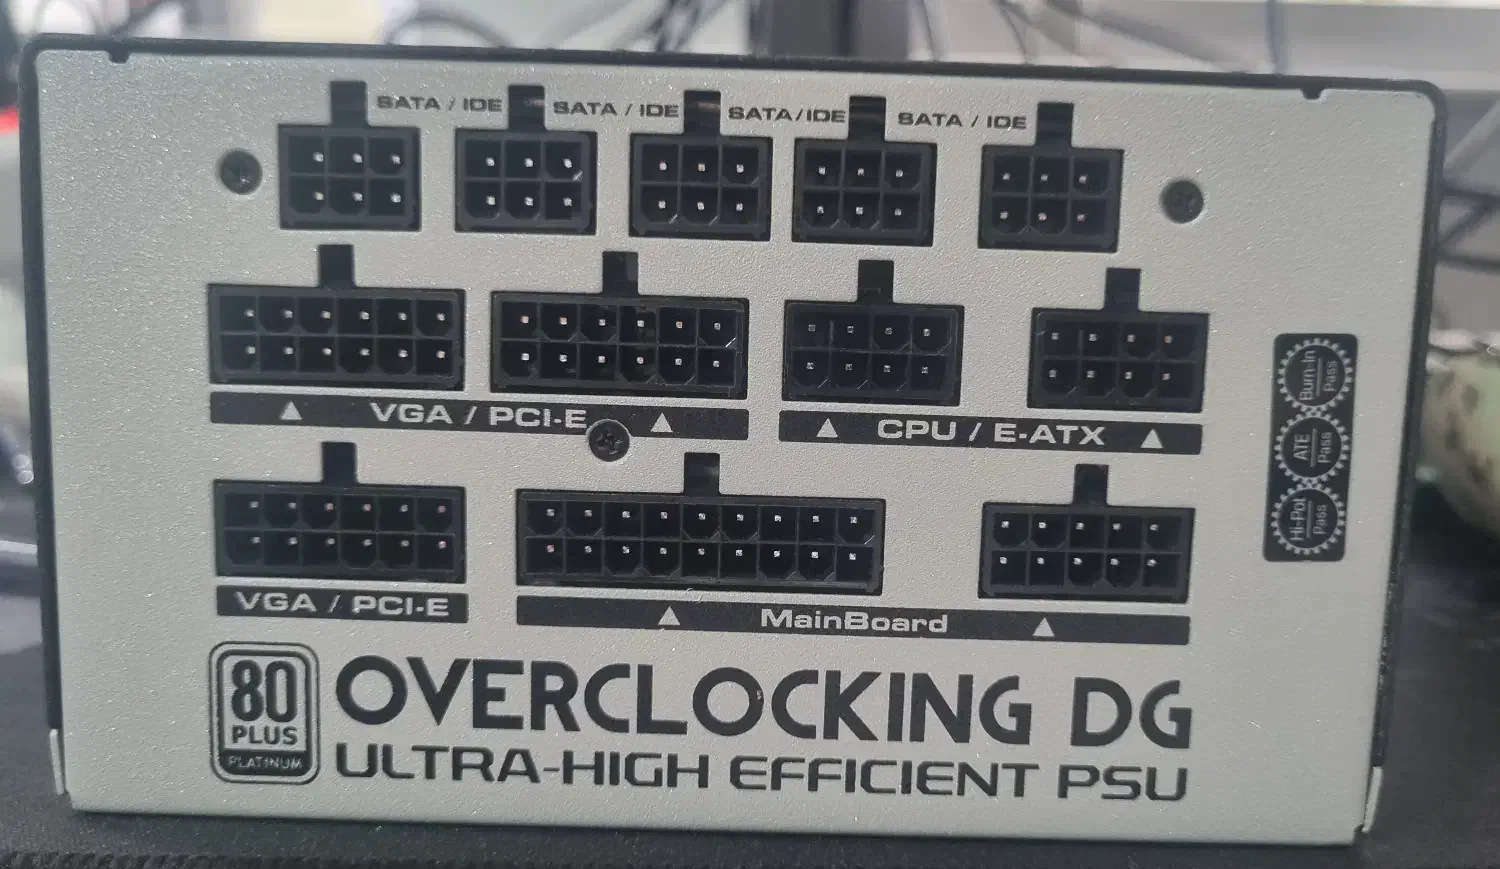 SATA / IDE SATA / IDE SATA/IDE SATA / IDE
VGA / PCI-E
CPU / E-ATX
VGA / PCI-E
MainBoard
Burn-In
Pass
ATE
Pass
Hi-Pot
Pass
80
PLUS
PLATINUM
OVERCLOCKING DG
ULTRA-HIGH EFFICIENT PSU